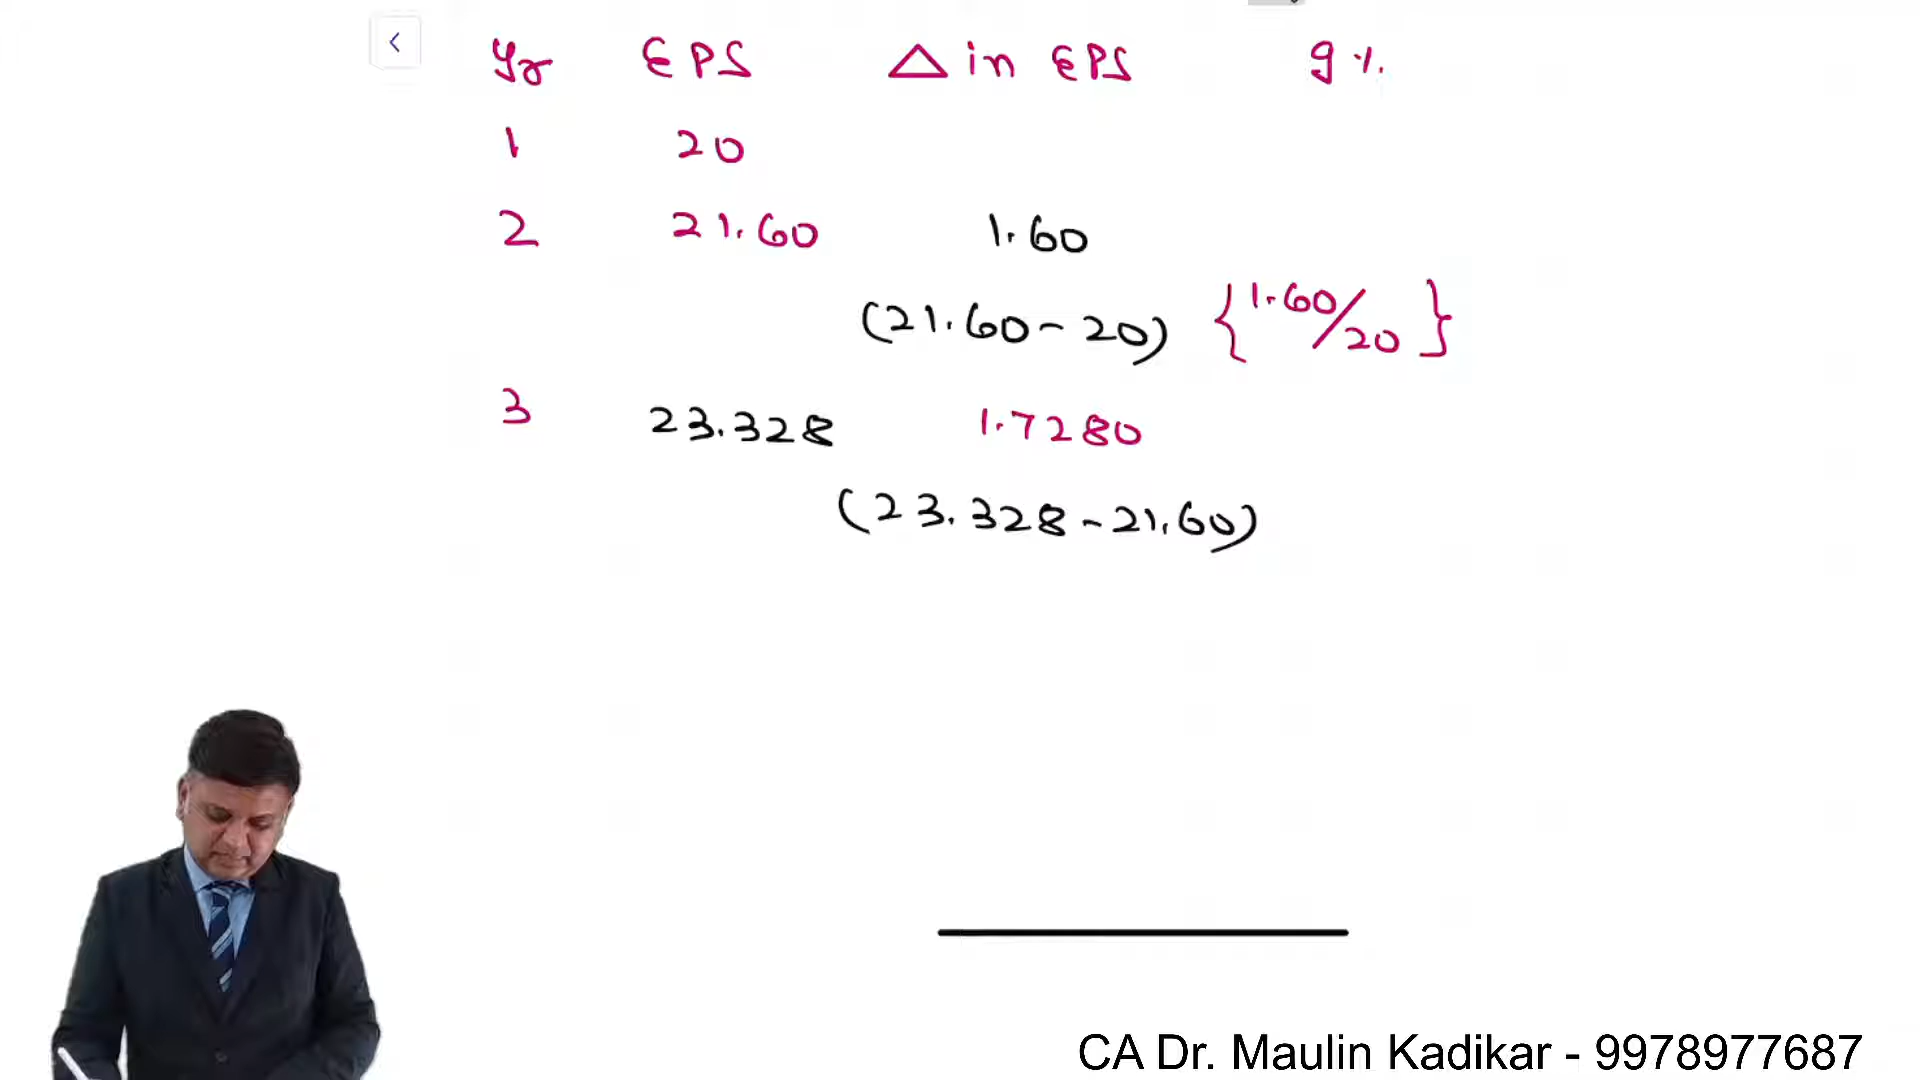 Yr EPS Δ in EPS g%.
1 20
2 21.60 1.60
(21.60-20) {1.60/20}
3 23.328 1.7280
(23.328-21.60)
CA Dr. Maulin Kadikar - 9978977687